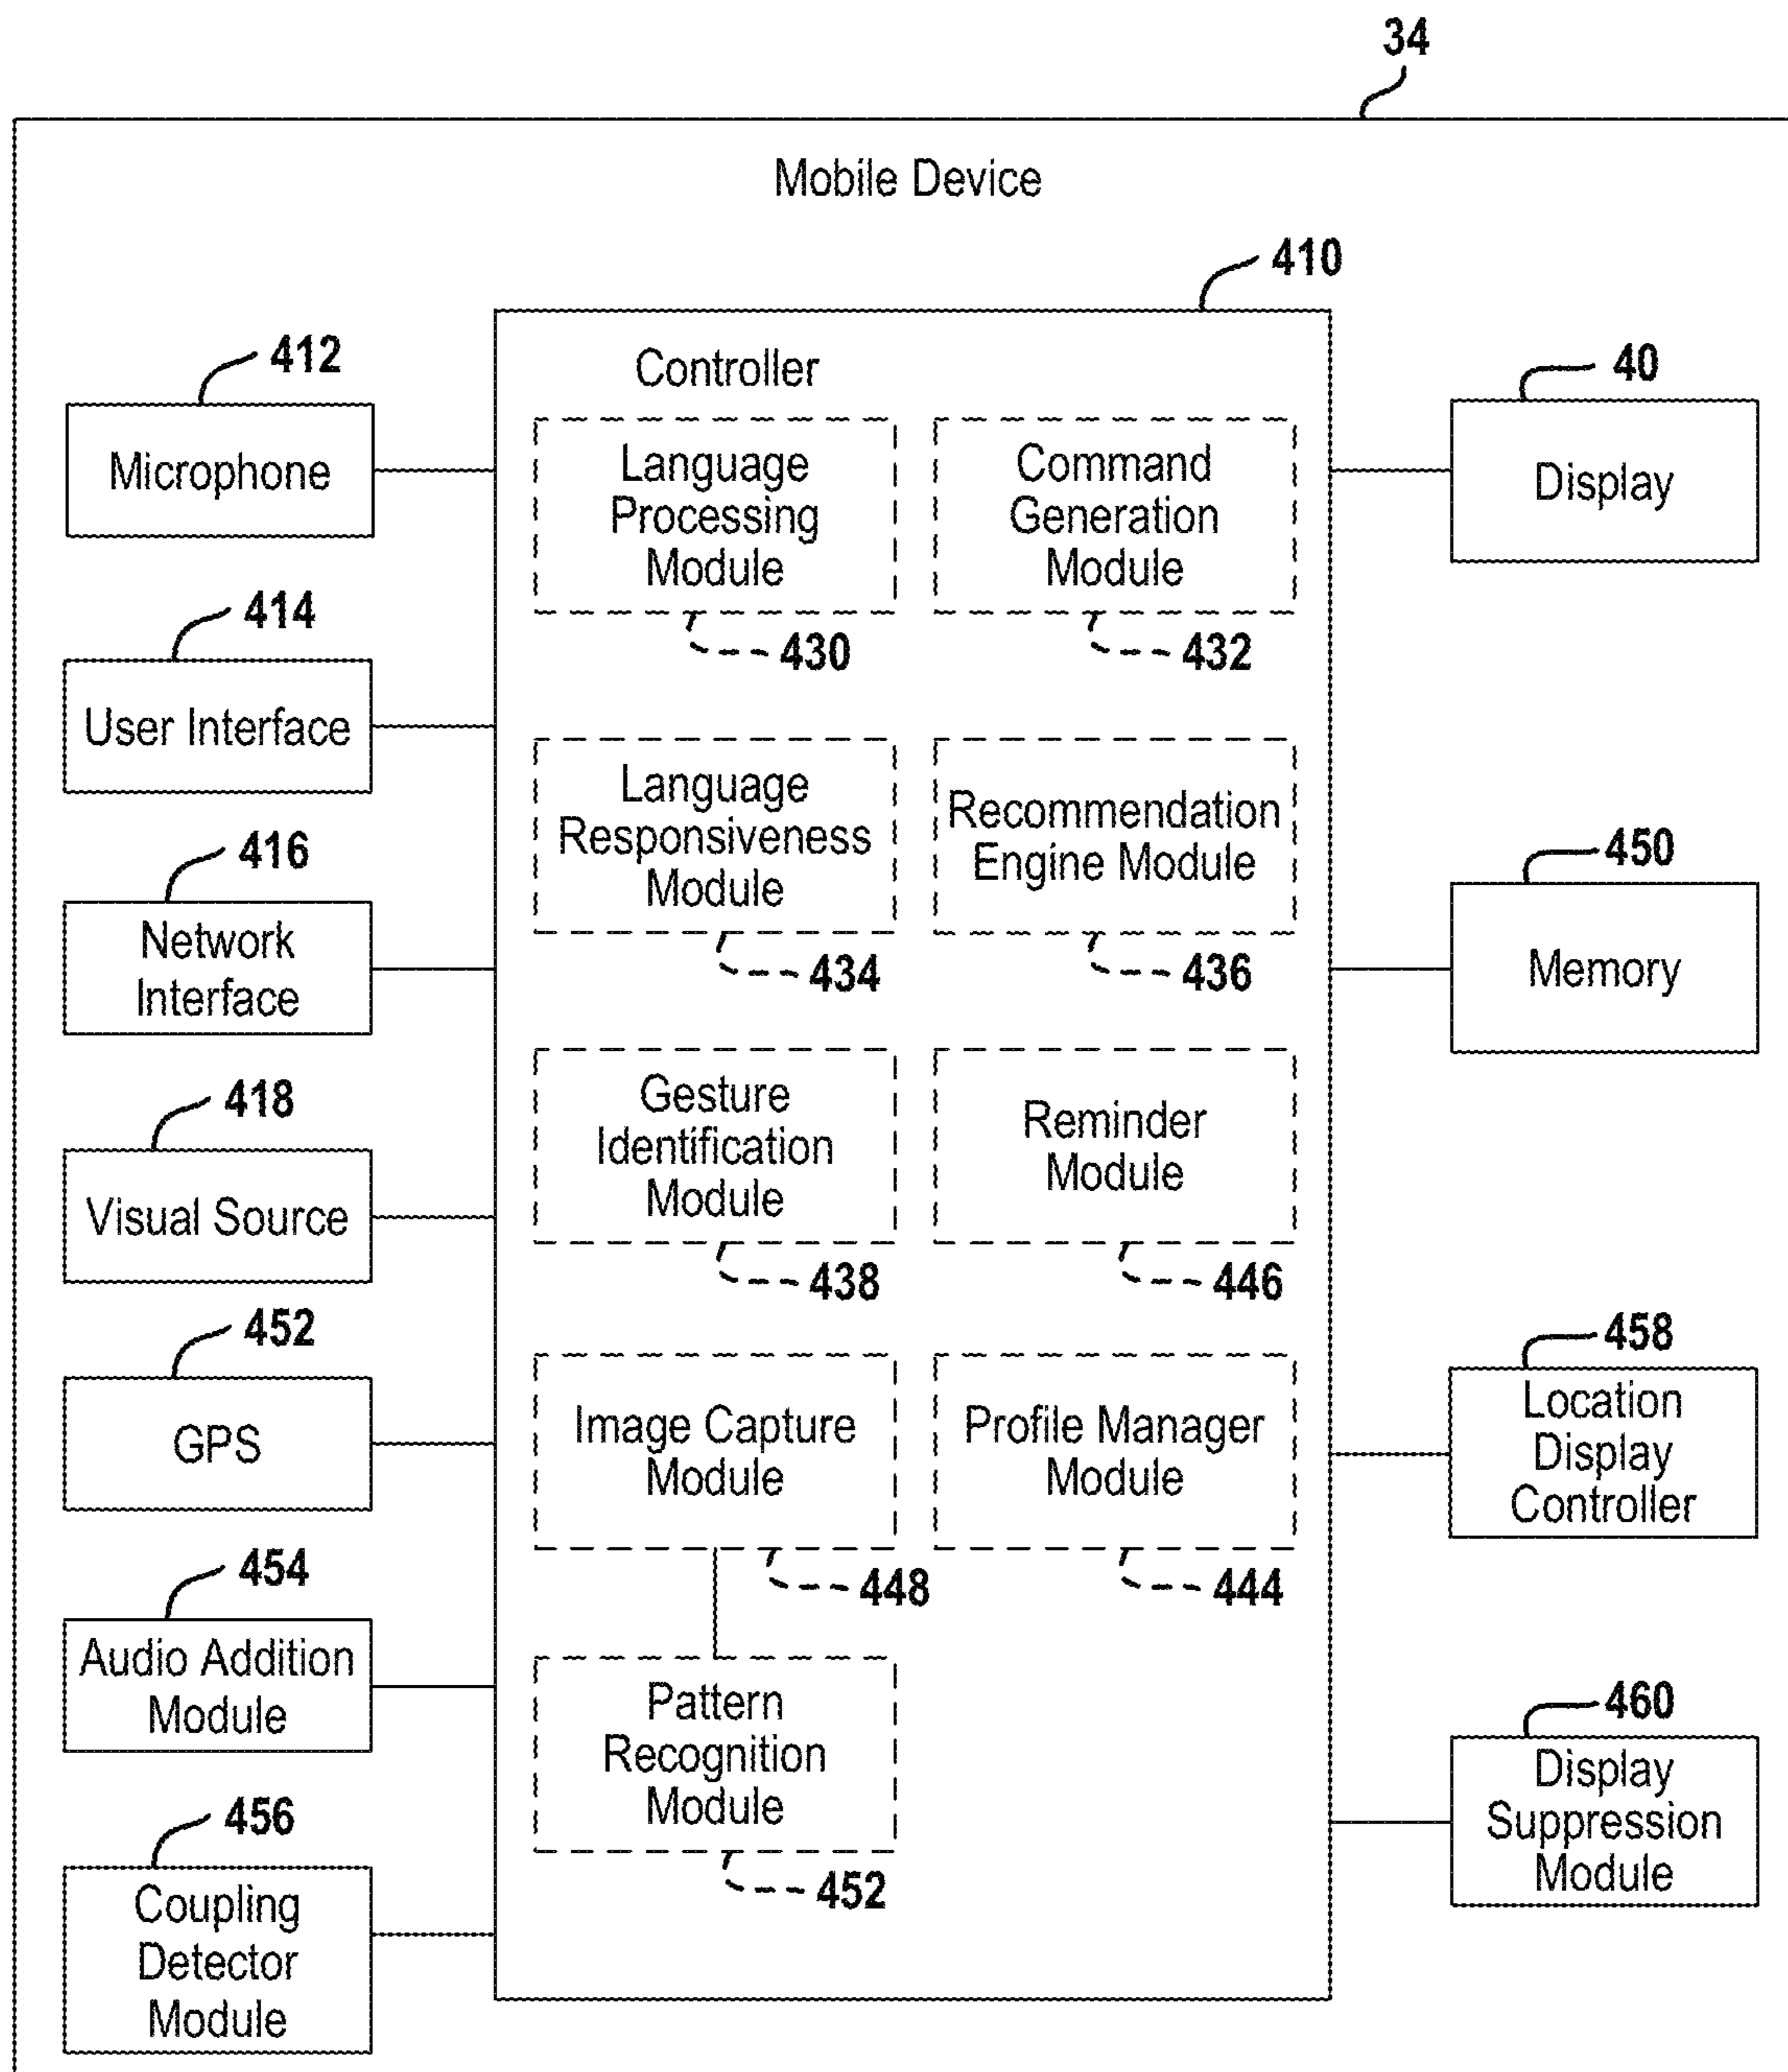 34
Mobile Device
410
412
Microphone
414
User Interface
416
Network
Interface
418
Visual Source
452
GPS
454
Audio Addition
Module
456
Coupling
Detector
Module
Controller
Language
Processing
Module
430
Command
Generation
Module
432
Language
Responsiveness
Module
434
Recommendation
Engine Module
436
Gesture
Identification
Module
438
Reminder
Module
446
Image Capture
Module
448
Profile Manager
Module
444
Pattern
Recognition
Module
452
40
Display
450
Memory
458
Location
Display
Controller
460
Display
Suppression
Module